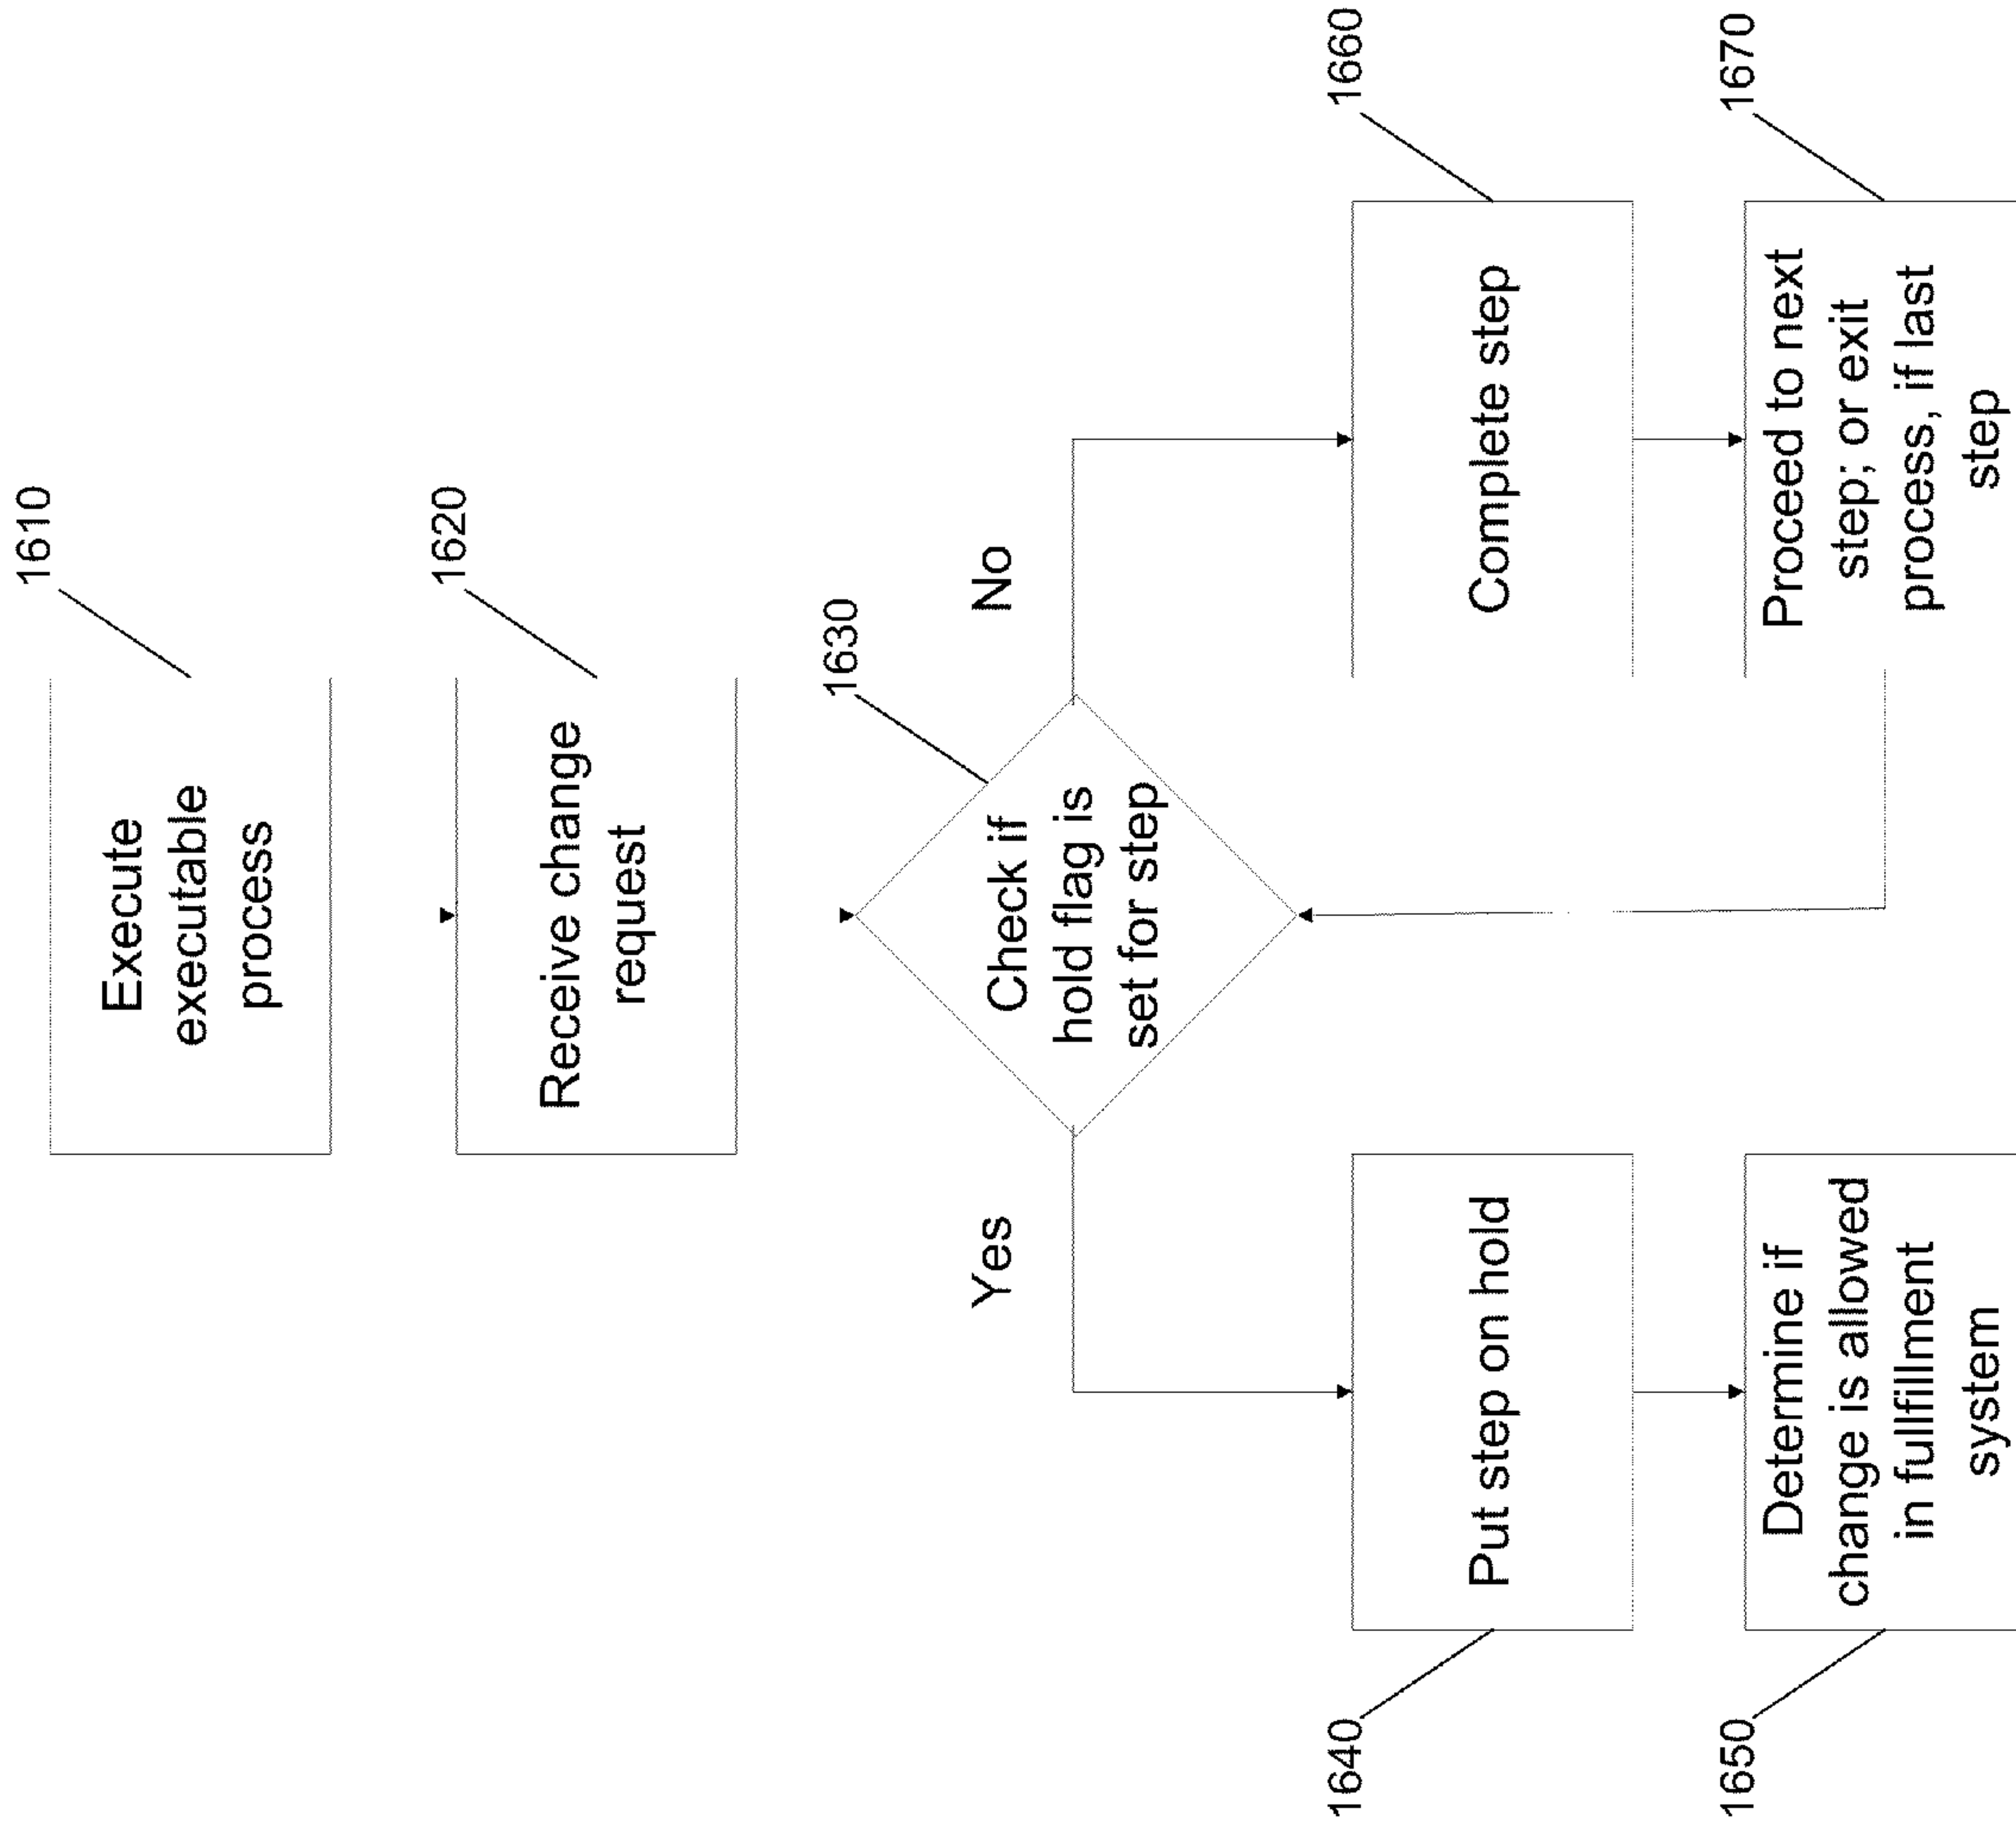 1610
Execute
executable
process
1620
Receive change
request
1630
Check if
hold flag is
set for step
Yes
No
1640
Put step on hold
1660
Complete step
1650
Determine if
change is allowed
in fullfillment
system
1670
Proceed to next
step; or exit
process, if last
step